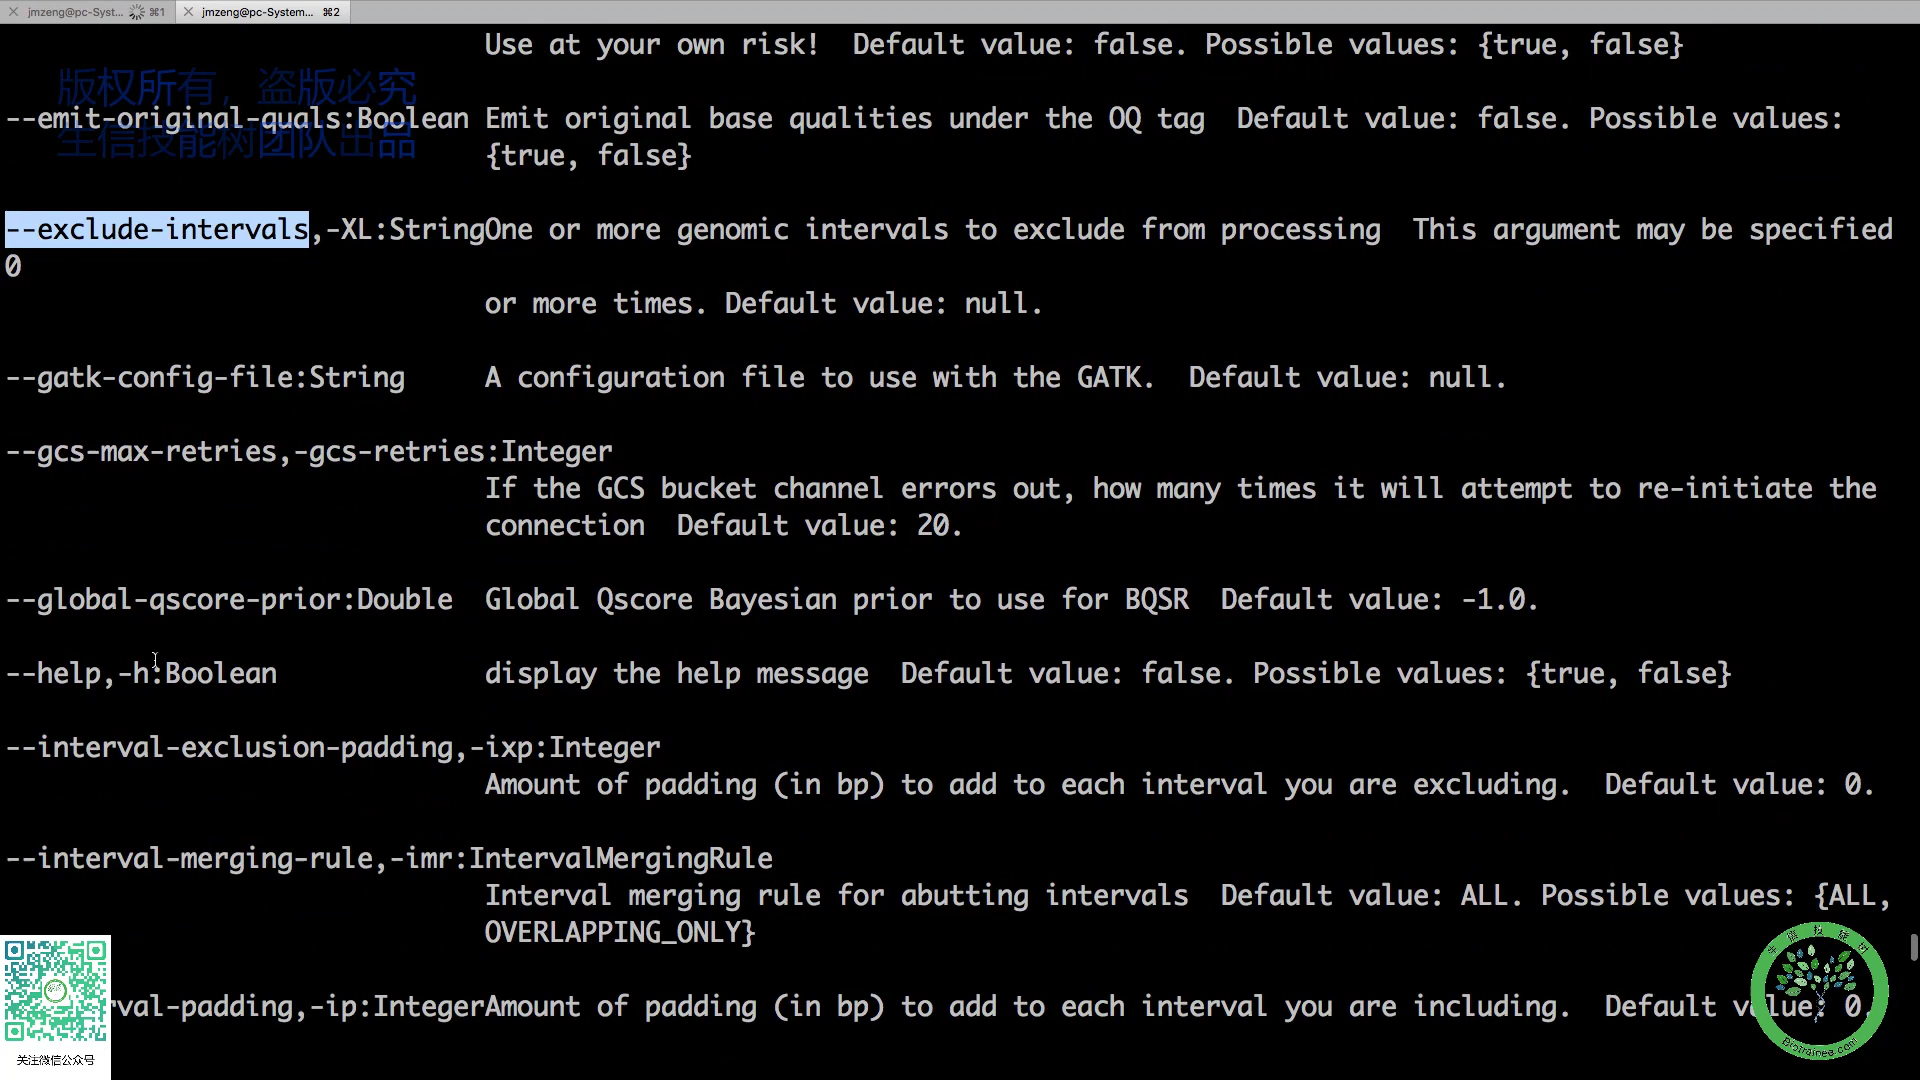 jmzeng@pc-Syst... ⌘1
jmzeng@pc-System... ⌘2
Use at your own risk!  Default value: false. Possible values: {true, false}
版权所有，盗版必究
--emit-original-quals:Boolean Emit original base qualities under the OQ tag  Default value: false. Possible values:
生信技能树团队出品
{true, false}
--exclude-intervals,-XL:StringOne or more genomic intervals to exclude from processing  This argument may be specified
0
or more times. Default value: null.
--gatk-config-file:String     A configuration file to use with the GATK.  Default value: null.
--gcs-max-retries,-gcs-retries:Integer
If the GCS bucket channel errors out, how many times it will attempt to re-initiate the
connection  Default value: 20.
--global-qscore-prior:Double  Global Qscore Bayesian prior to use for BQSR  Default value: -1.0.
--help,-h:Boolean             display the help message  Default value: false. Possible values: {true, false}
--interval-exclusion-padding,-ixp:Integer
Amount of padding (in bp) to add to each interval you are excluding.  Default value: 0.
--interval-merging-rule,-imr:IntervalMergingRule
Interval merging rule for abutting intervals  Default value: ALL. Possible values: {ALL,
OVERLAPPING_ONLY}
rval-padding,-ip:IntegerAmount of padding (in bp) to add to each interval you are including.  Default value: 0.
关注微信公众号
生信技能树
Biotrainee.com